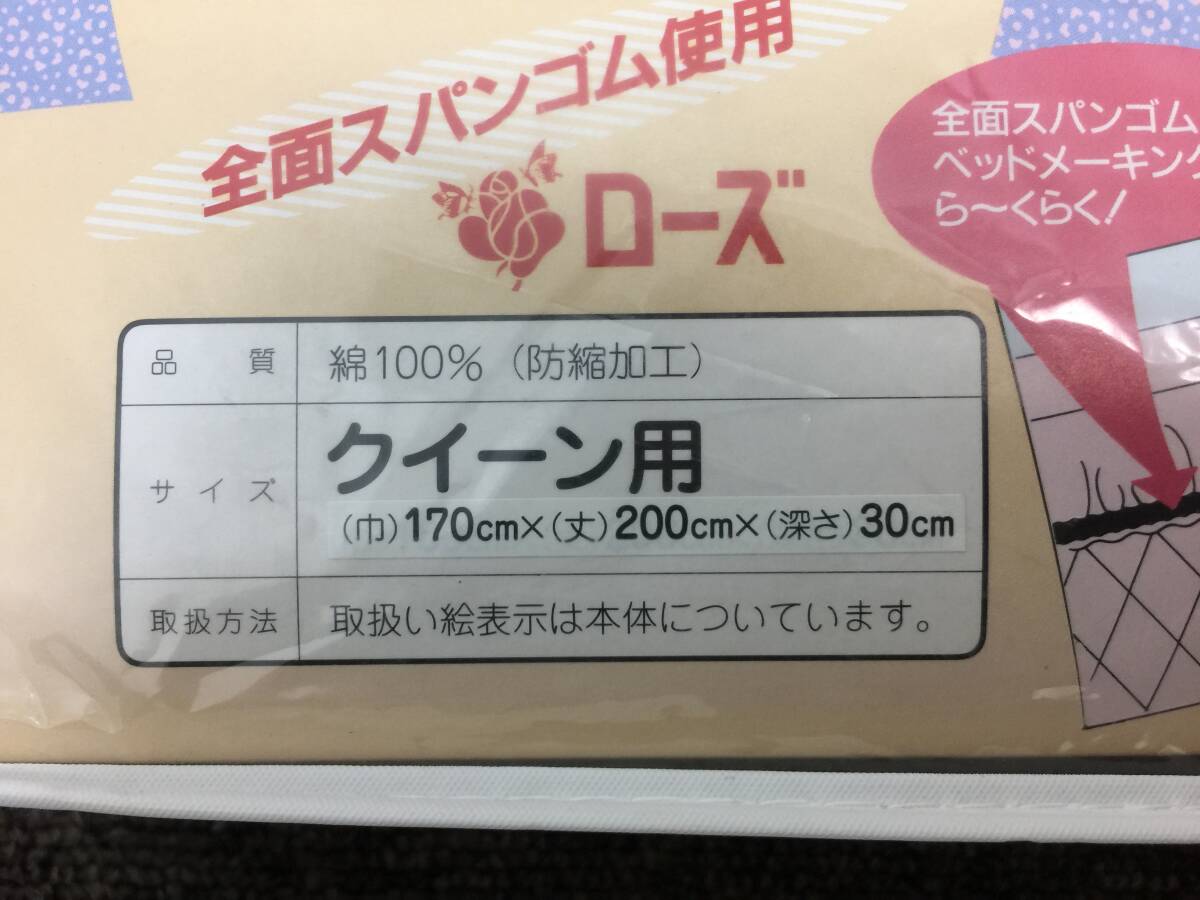 全面スパンゴム使用
ローズ
全面スパンゴム
ベッドメーキング
ら〜くらく!
品質 綿100%（防縮加工）
サイズ クイーン用
（巾）170cm×（丈）200cm×（深さ）30cm
取扱方法 取扱い絵表示は本体についています。